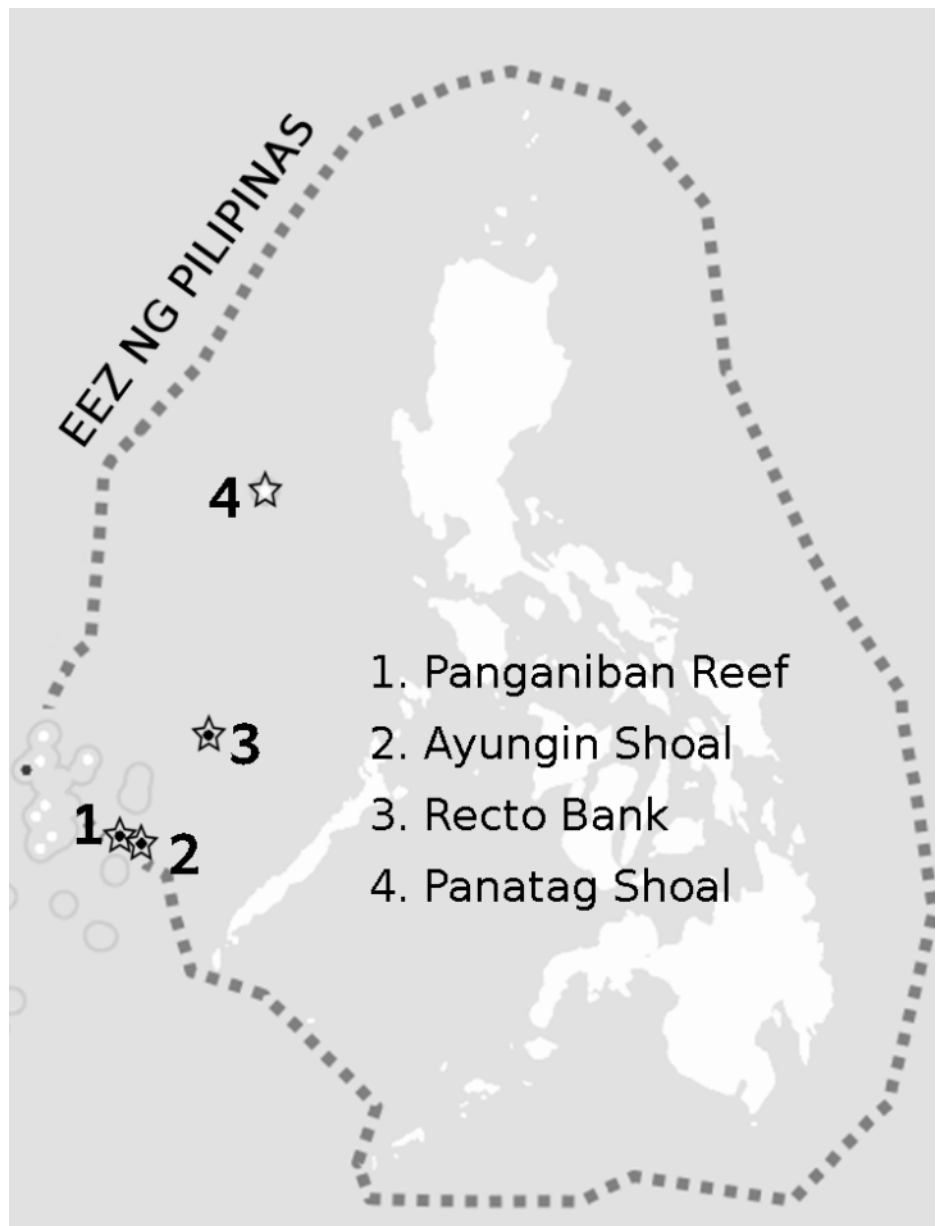 EEZ NG PILIPINAS
4
3
1
2
1. Panganiban Reef
2. Ayungin Shoal
3. Recto Bank
4. Panatag Shoal